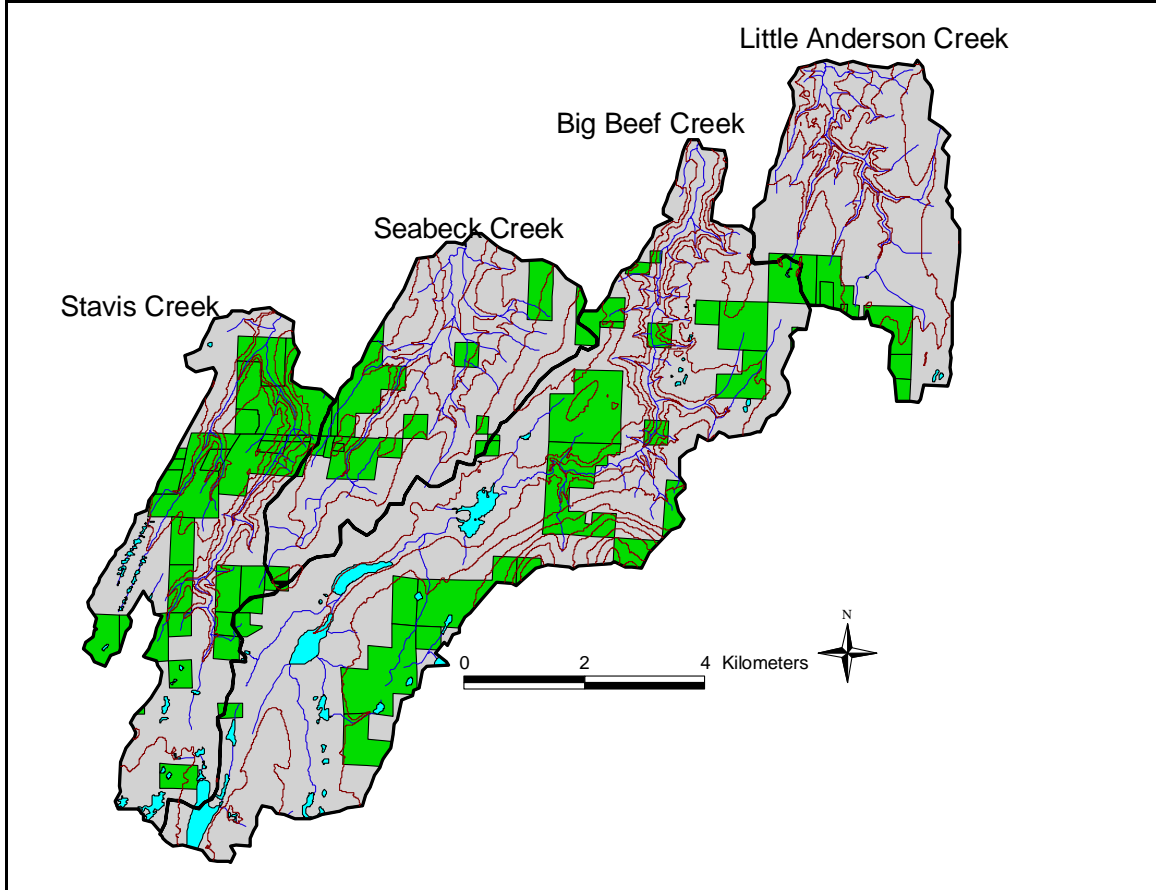 Little Anderson Creek
Big Beef Creek
Seabeck Creek
Stavis Creek
N
0 2 4 Kilometers